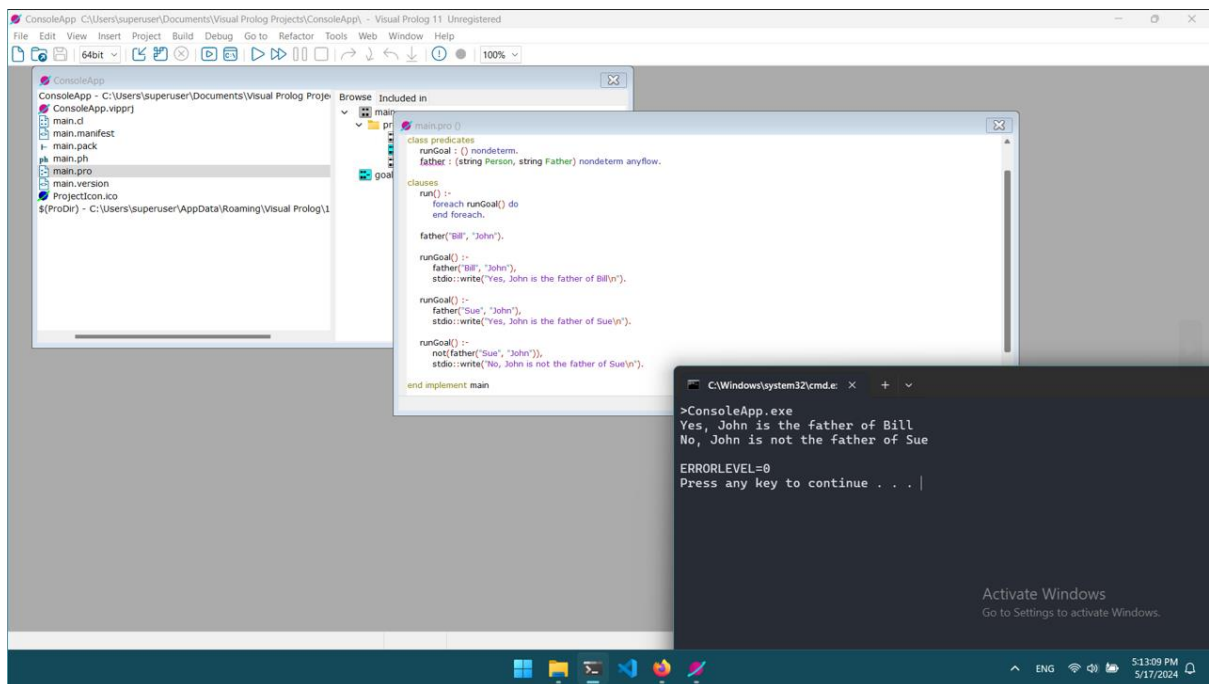 ConsoleApp C:\Users\superuser\Documents\Visual Prolog Projects\ConsoleApp\ - Visual Prolog 11 Unregistered
File Edit View Insert Project Build Debug Go to Refactor Tools Web Window Help
64bit
100%
ConsoleApp
ConsoleApp - C:\Users\superuser\Documents\Visual Prolog Proje
ConsoleApp.vipprj
main.cl
main.manifest
main.pack
main.ph
main.pro
main.version
ProjectIcon.ico
$(ProDir) - C:\Users\superuser\AppData\Roaming\Visual Prolog\1
Browse Included in
main
pr
goal
main.pro ()
class predicates
runGoal : () nondeterm.
father : (string Person, string Father) nondeterm anyflow.
clauses
run() :-
foreach runGoal() do
end foreach.
father("Bill", "John").
runGoal() :-
father("Bill", "John"),
stdio::write("Yes, John is the father of Bill\n").
runGoal() :-
father("Sue", "John"),
stdio::write("Yes, John is the father of Sue\n").
runGoal() :-
not(father("Sue", "John")),
stdio::write("No, John is not the father of Sue\n").
end implement main
C:\Windows\system32\cmd.e:
>ConsoleApp.exe
Yes, John is the father of Bill
No, John is not the father of Sue
ERRORLEVEL=0
Press any key to continue . . .
Activate Windows
Go to Settings to activate Windows.
ENG
5:13:09 PM
5/17/2024